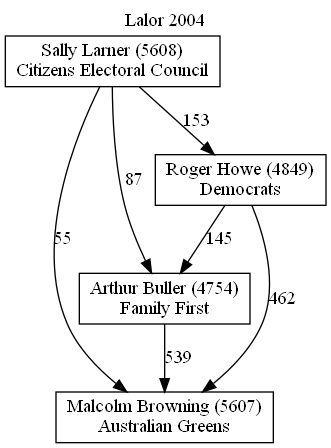 Lalor 2004
Sally Larner (5608)
Citizens Electoral Council
153
Roger Howe (4849)
Democrats
87
55
145
Arthur Buller (4754)
Family First
462
539
Malcolm Browning (5607)
Australian Greens